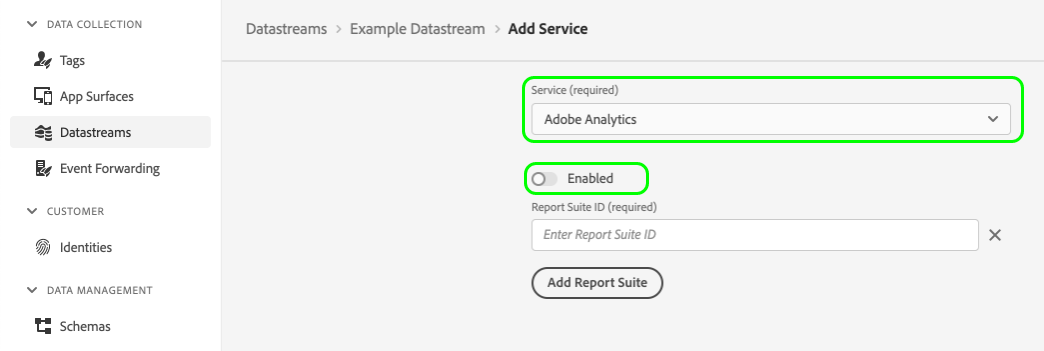 DATA COLLECTION
Tags
App Surfaces
Datastreams
Event Forwarding
CUSTOMER
Identities
DATA MANAGEMENT
Schemas
Datastreams > Example Datastream > Add Service
Service (required)
Adobe Analytics
Enabled
Report Suite ID (required)
Enter Report Suite ID
Add Report Suite